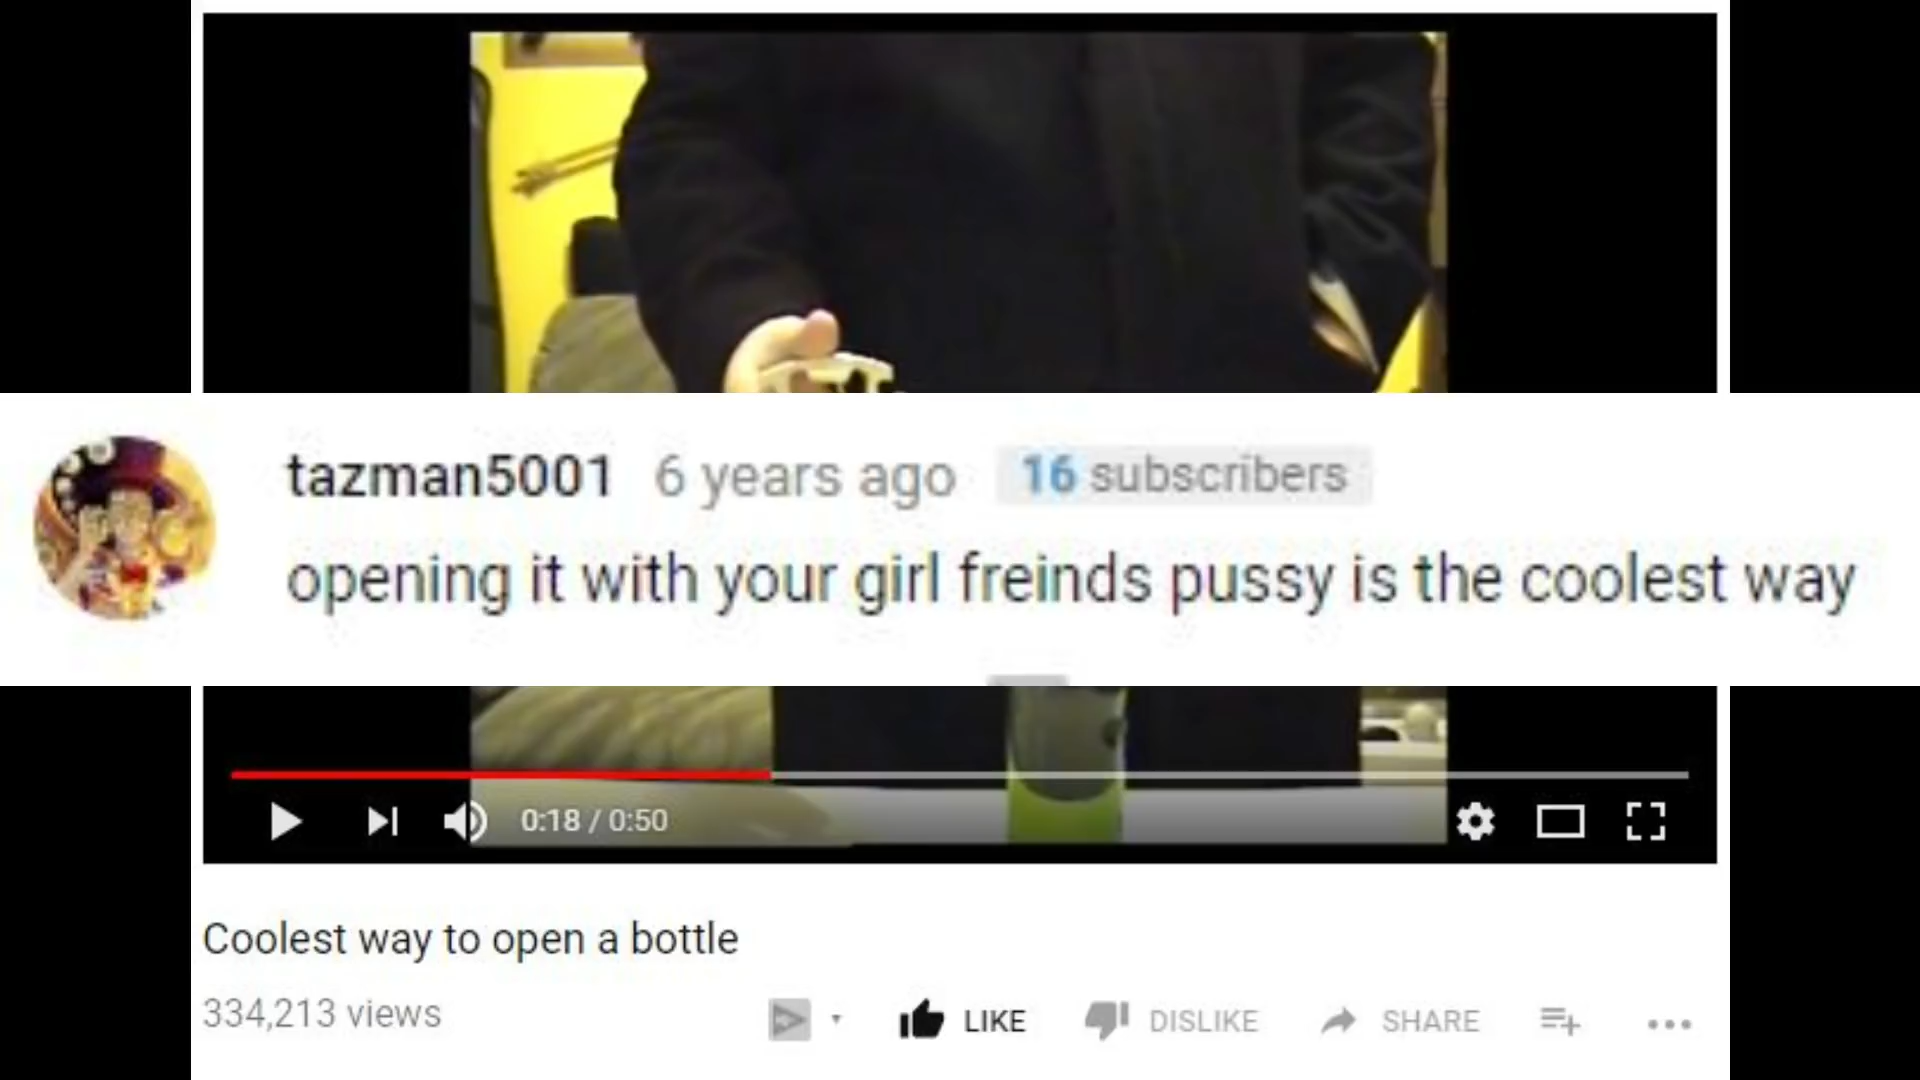 tazman5001 6 years ago 16 subscribers
opening it with your girl freinds pussy is the coolest way
0:18 / 0:50
Coolest way to open a bottle
334,213 views LIKE DISLIKE SHARE